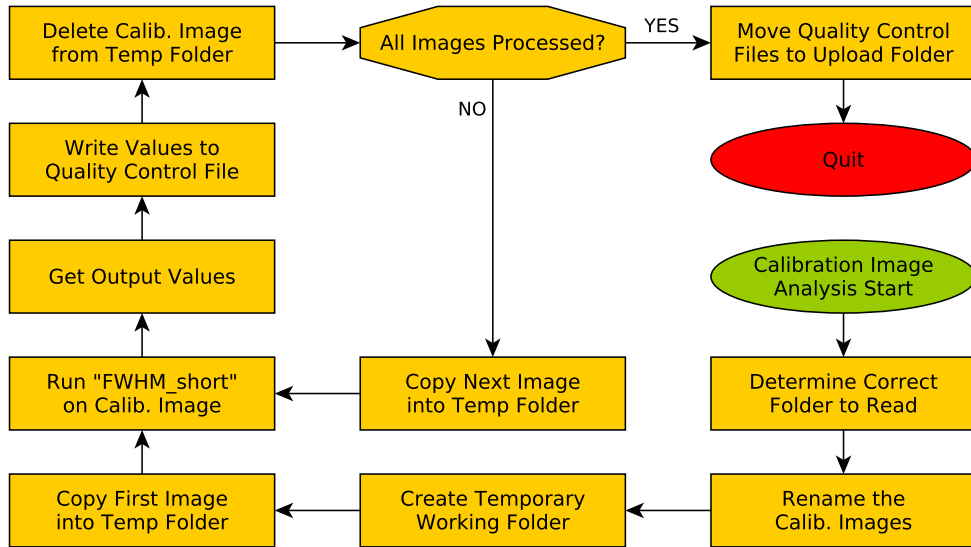 Delete Calib. Image
from Temp Folder
All Images Processed?
YES
Move Quality Control
Files to Upload Folder
NO
Write Values to
Quality Control File
Quit
Get Output Values
Calibration Image
Analysis Start
Run "FWHM_short"
on Calib. Image
Copy Next Image
into Temp Folder
Determine Correct
Folder to Read
Copy First Image
into Temp Folder
Create Temporary
Working Folder
Rename the
Calib. Images